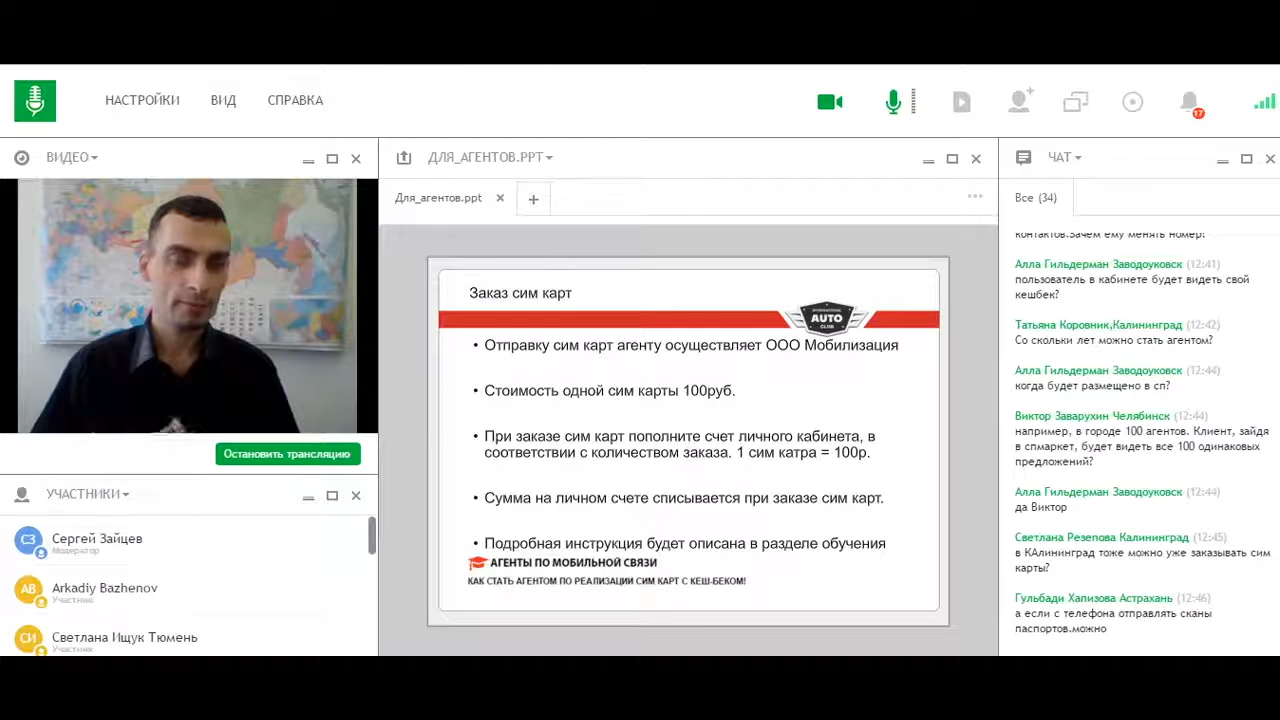 НАСТРОЙКИ
ВИД
СПРАВКА
17
ВИДЕО
Остановить трансляцию
УЧАСТНИКИ
СЗ
Сергей Зайцев
Модератор
AB
Arkadiy Bazhenov
Участник
СИ
Светлана Ищук Тюмень
Участник
ДЛЯ_АГЕНТОВ.PPT
Для_агентов.ppt
Заказ сим карт
INTERNATIONAL
AUTO
CLUB
• Отправку сим карт агенту осуществляет ООО Мобилизация
• Стоимость одной сим карты 100руб.
• При заказе сим карт пополните счет личного кабинета, в
соответствии с количеством заказа. 1 сим катра = 100р.
• Сумма на личном счете списывается при заказе сим карт.
• Подробная инструкция будет описана в разделе обучения
АГЕНТЫ ПО МОБИЛЬНОЙ СВЯЗИ
КАК СТАТЬ АГЕНТОМ ПО РЕАЛИЗАЦИИ СИМ КАРТ С КЕШ-БЕКОМ!
ЧАТ
Все (34)
контактов.Зачем ему менять номер!
Алла Гильдерман Заводоуковск (12:41)
пользователь в кабинете будет видеть свой
кешбек?
Татьяна Коровник,Калининград (12:42)
Со скольки лет можно стать агентом?
Алла Гильдерман Заводоуковск (12:44)
когда будет размещено в сп?
Виктор Заварухин Челябинск (12:44)
например, в городе 100 агентов. Клиент, зайдя
в спмаркет, будет видеть все 100 одинаковых
предложений?
Алла Гильдерман Заводоуковск (12:44)
да Виктор
Светлана Резепова Калининград (12:45)
в КАлининград тоже можно уже заказывать сим
карты?
Гульбади Хапизова Астрахань (12:46)
а если с телефона отправлять сканы
паспортов.можно